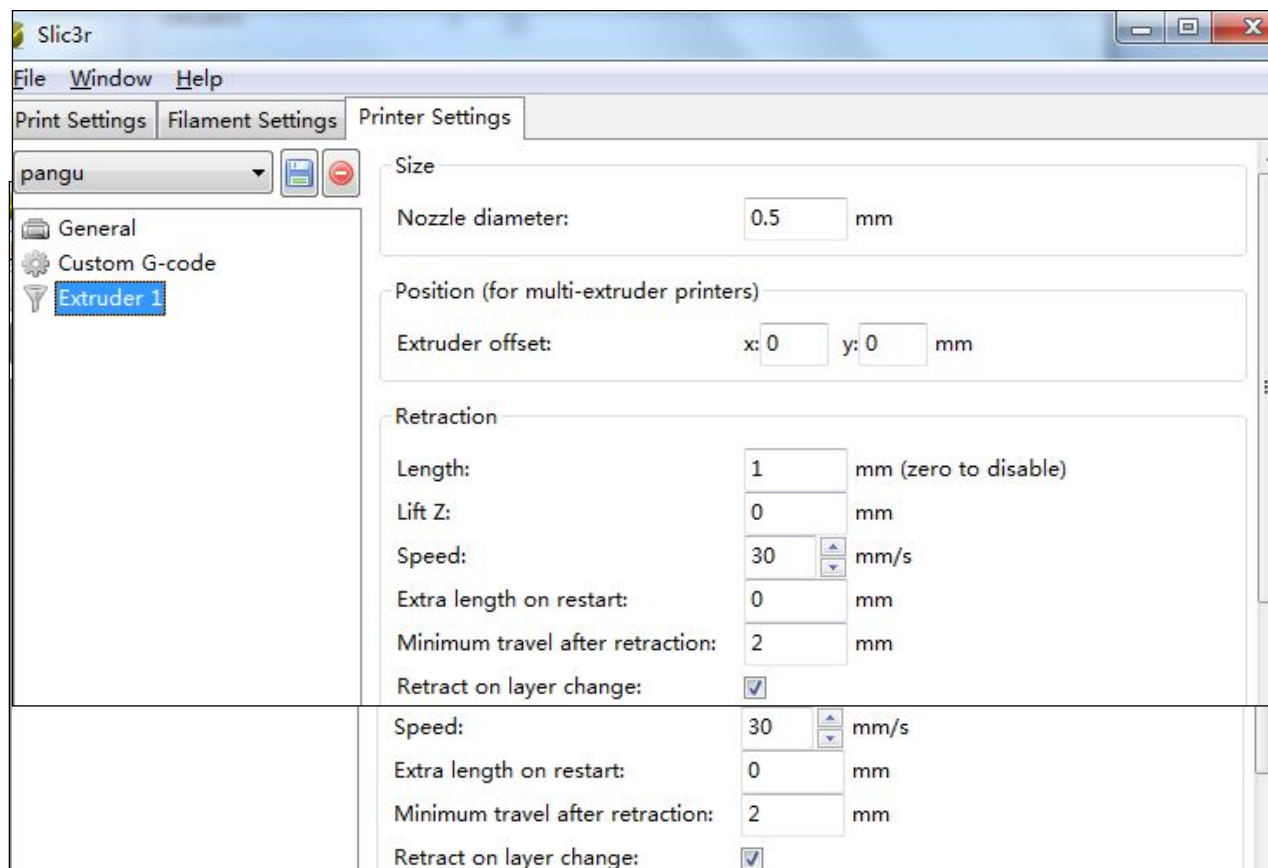 Slic3r
File Window Help
Print Settings Filament Settings Printer Settings
pangu
General
Custom G-code
Extruder 1
Size
Nozzle diameter: 0.5 mm
Position (for multi-extruder printers)
Extruder offset: x: 0 y: 0 mm
Retraction
Length: 1 mm (zero to disable)
Lift Z: 0 mm
Speed: 30 mm/s
Extra length on restart: 0 mm
Minimum travel after retraction: 2 mm
Retract on layer change:
Speed: 30 mm/s
Extra length on restart: 0 mm
Minimum travel after retraction: 2 mm
Retract on layer change: